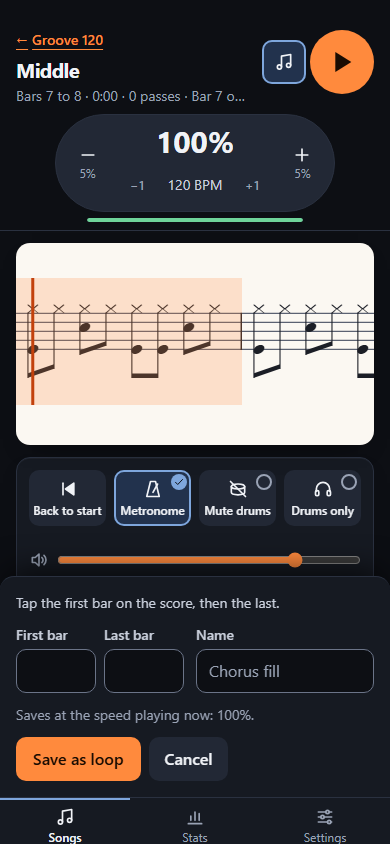 ← Groove 120
Middle
Bars 7 to 8 · 0:00 · 0 passes · Bar 7 o...
100%
5%
5%
−1 120 BPM +1
Back to start
Metronome
Mute drums
Drums only
Tap the first bar on the score, then the last.
First bar
Last bar
Name
Chorus fill
Saves at the speed playing now: 100%.
Save as loop
Cancel
Songs
Stats
Settings